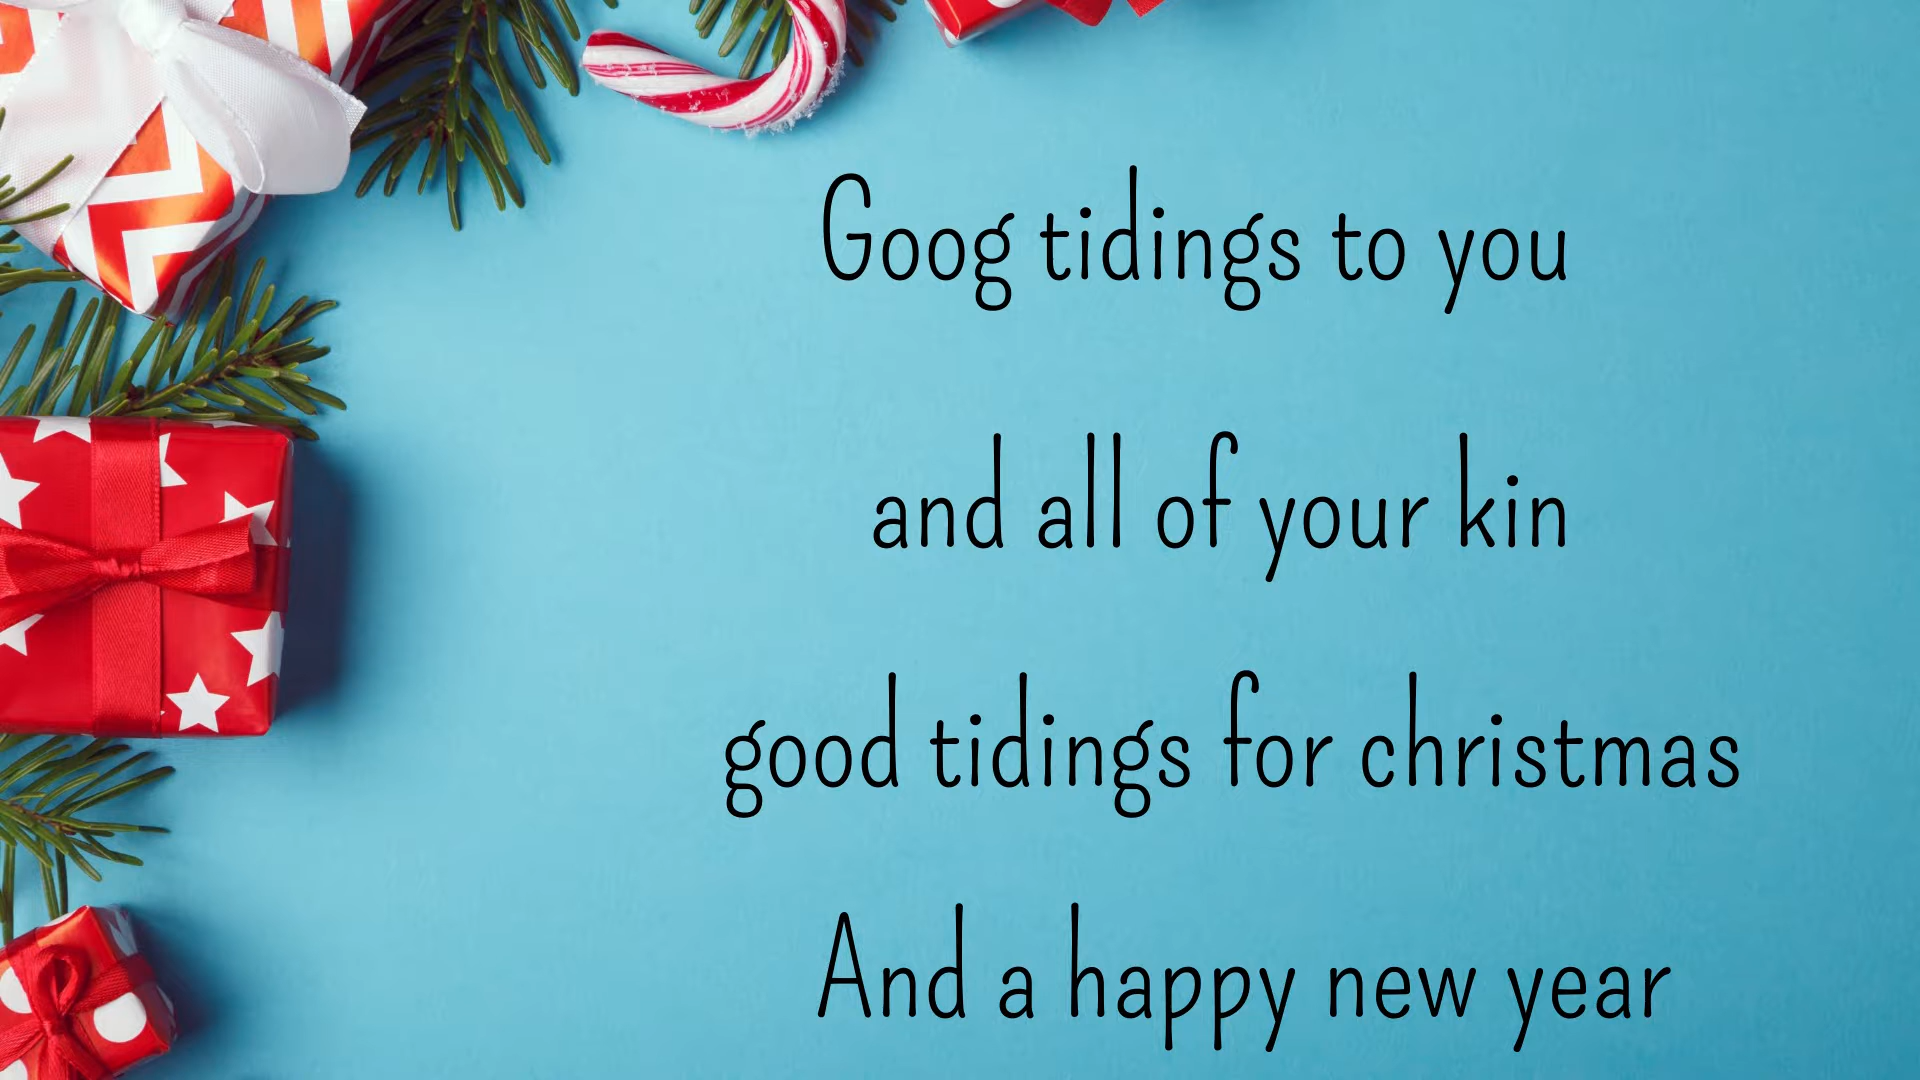 Goog tidings to you
and all of your kin
good tidings for christmas
And a happy new year